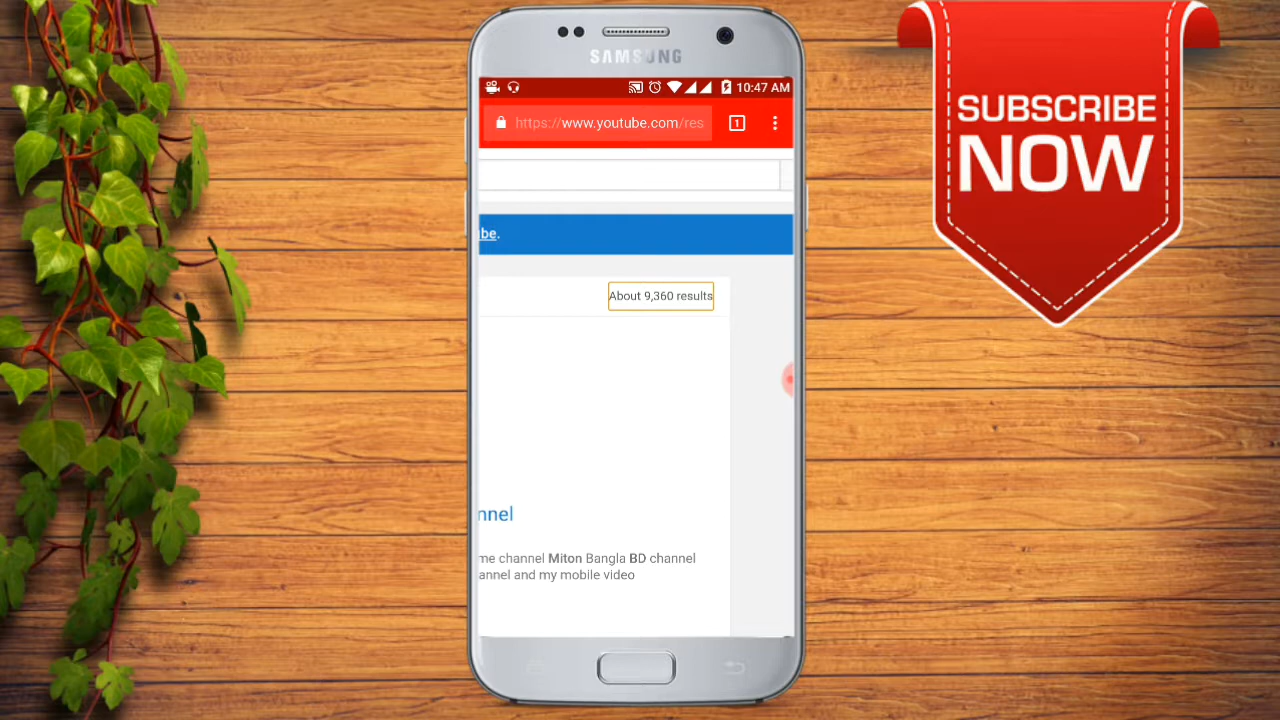 SAMSUNG
10:47 AM
https://www.youtube.com/res
1
be.
About 9,360 results
nnel
me channel Miton Bangla BD channel
annel and my mobile video
SUBSCRIBE
NOW